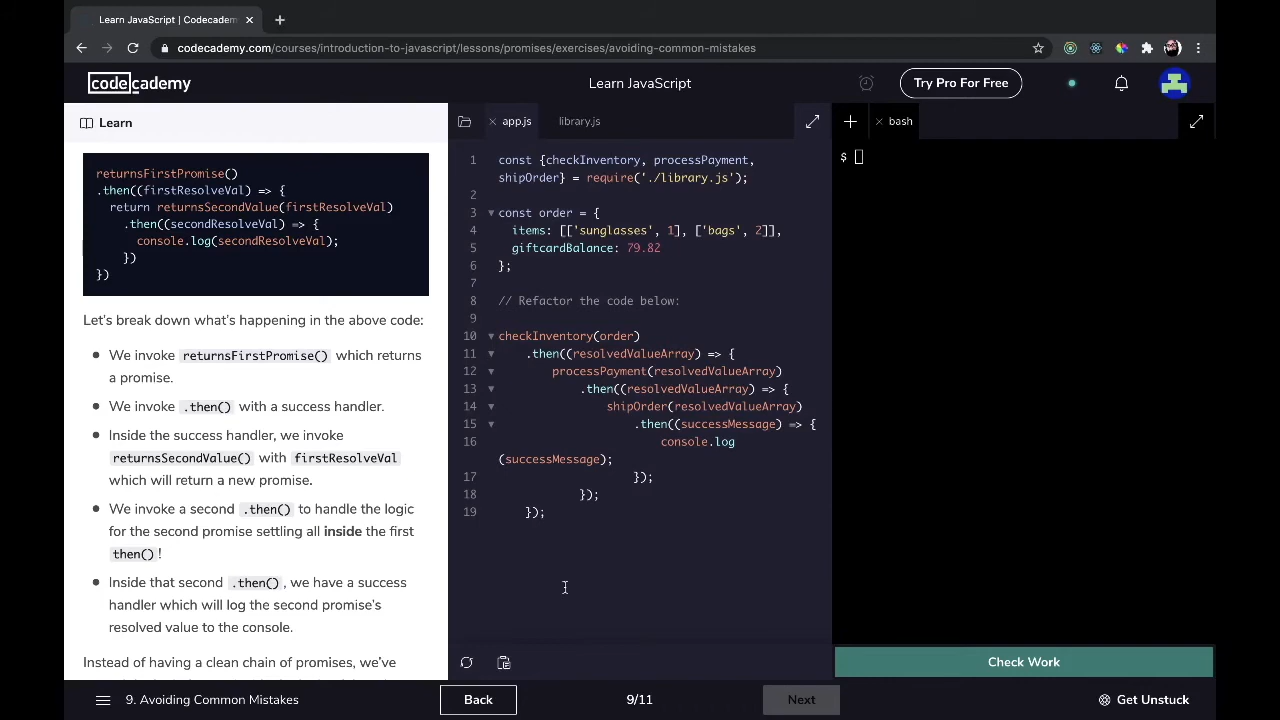 Learn JavaScript | Codecadem
codecademy.com/courses/introduction-to-javascript/lessons/promises/exercises/avoiding-common-mistakes
codecademy
Learn JavaScript
Try Pro For Free
Learn
returnsFirstPromise()
.then((firstResolveVal) => {
return returnsSecondValue(firstResolveVal)
.then((secondResolveVal) => {
console.log(secondResolveVal);
})
})
Let's break down what's happening in the above code:
We invoke returnsFirstPromise() which returns
a promise.
We invoke .then() with a success handler.
Inside the success handler, we invoke
returnsSecondValue() with firstResolveVal
which will return a new promise.
We invoke a second .then() to handle the logic
for the second promise settling all inside the first
then()!
Inside that second .then(), we have a success
handler which will log the second promise's
resolved value to the console.
Instead of having a clean chain of promises, we've
app.js
library.js
1 const {checkInventory, processPayment,
shipOrder} = require('./library.js');
2
3 const order = {
4 items: [['sunglasses', 1], ['bags', 2]],
5 giftcardBalance: 79.82
6 };
7
8 // Refactor the code below:
9
10 checkInventory(order)
11 .then((resolvedValueArray) => {
12 processPayment(resolvedValueArray)
13 .then((resolvedValueArray) => {
14 shipOrder(resolvedValueArray)
15 .then((successMessage) => {
16 console.log
(successMessage);
17 });
18 });
19 });
bash
$
Check Work
9. Avoiding Common Mistakes
Back
9/11
Next
Get Unstuck